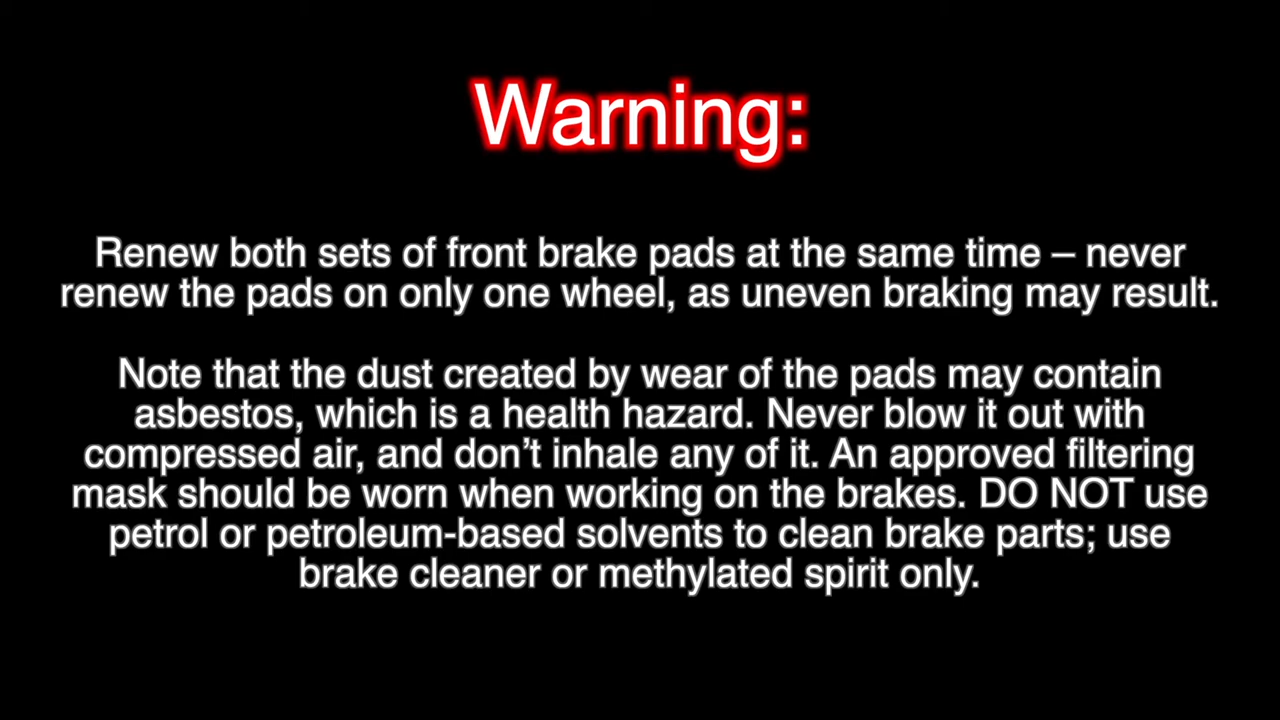 Warning:
Renew both sets of front brake pads at the same time – never
renew the pads on only one wheel, as uneven braking may result.
Note that the dust created by wear of the pads may contain
asbestos, which is a health hazard. Never blow it out with
compressed air, and don’t inhale any of it. An approved filtering
mask should be worn when working on the brakes. DO NOT use
petrol or petroleum-based solvents to clean brake parts; use
brake cleaner or methylated spirit only.